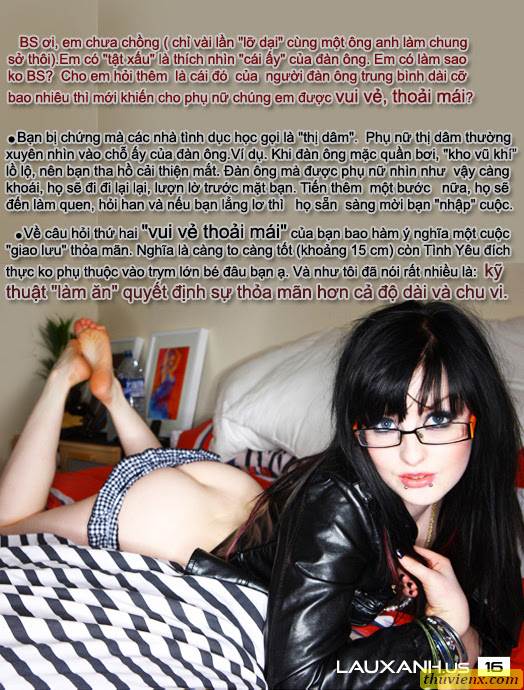 BS ơi, em chưa chồng ( chỉ vài lần "lỡ dại" cùng một ông anh làm chung
sở thôi).Em có "tật xấu" là thích nhìn "cái ấy" của đàn ông. Em có làm sao
ko BS? Cho em hỏi thêm là cái đó của người đàn ông trung bình dài cỡ
bao nhiêu thì mới khiến cho phụ nữ chúng em được vui vẻ, thoải mái?
●Bạn bị chứng mà các nhà tình dục học gọi là "thị dâm". Phụ nữ thị dâm thường
xuyên nhìn vào chỗ ấy của đàn ông.Ví dụ. Khi đàn ông mặc quần bơi, "kho vũ khí"
lồ lộ, nên bạn tha hồ cải thiện mắt. Đàn ông mà được phụ nữ nhìn như vậy càng
khoái, họ sẽ đi đi lại lại, lượn lờ trước mặt bạn. Tiến thêm một bước nữa, họ sẽ
đến làm quen, hỏi han và nếu bạn lẳng lơ thì họ sẵn sàng mời bạn "nhập" cuộc.
●Về câu hỏi thứ hai "vui vẻ thoải mái" của bạn bao hàm ý nghĩa một cuộc
"giao lưu" thỏa mãn. Nghĩa là càng to càng tốt (khoảng 15 cm) còn Tình Yêu đích
thực ko phụ thuộc vào trym lớn bé đâu bạn ạ. Và như tôi đã nói rất nhiều là: kỹ
thuật "làm ăn" quyết định sự thỏa mãn hơn cả độ dài và chu vi.
LAUXANH.US 16
thuvienx.com